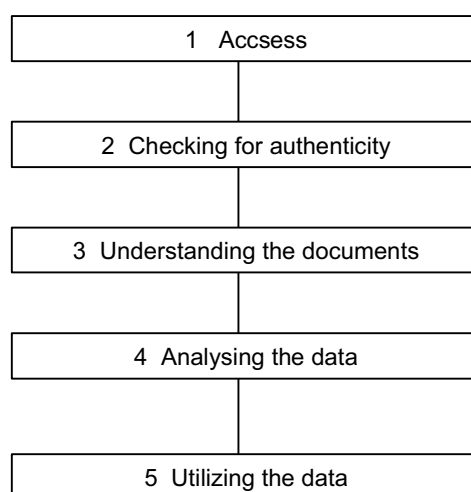 1 Accsess
2 Checking for authenticity
3 Understanding the documents
4 Analysing the data
5 Utilizing the data